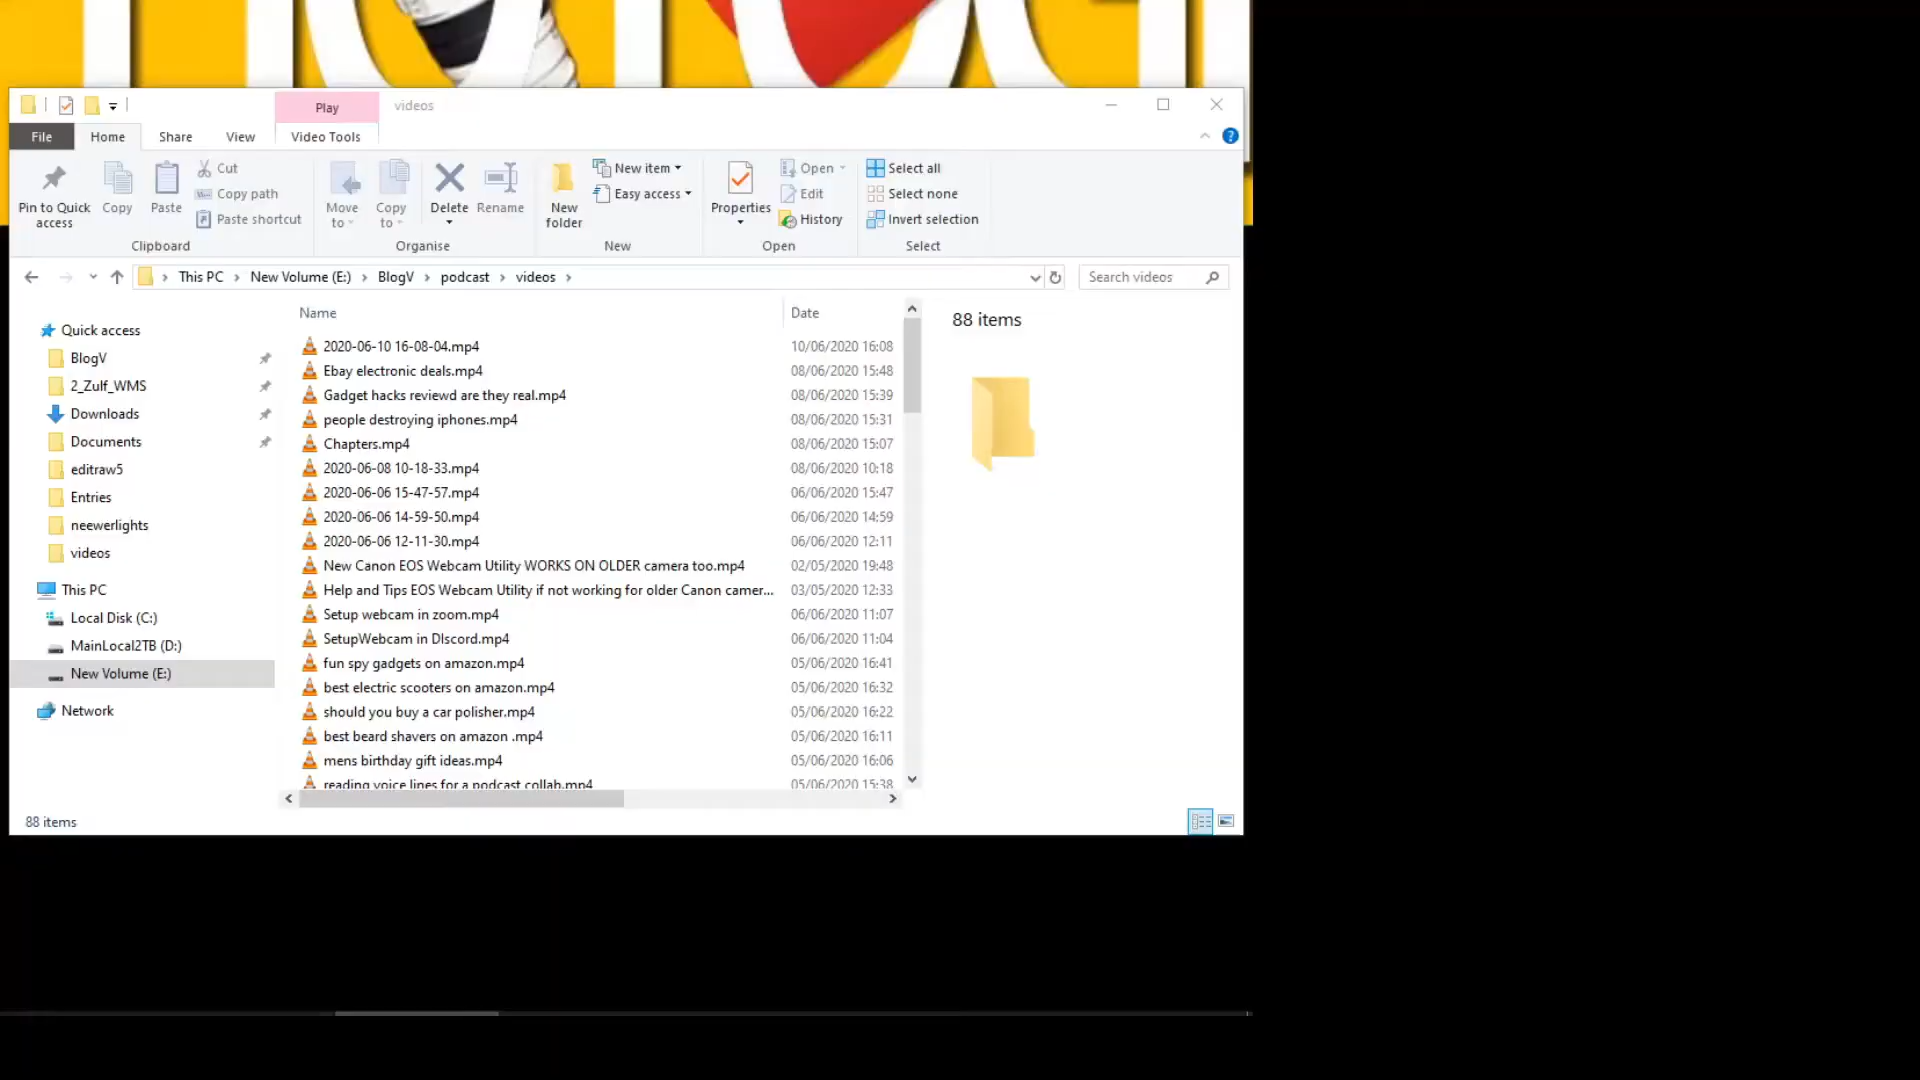 Play
videos
File
Home
Share
View
Video Tools
Pin to Quick access
Copy
Paste
Cut
Copy path
Paste shortcut
Clipboard
Move to
Copy to
Delete
Rename
Organise
New folder
New item
Easy access
New
Properties
Open
Edit
History
Open
Select all
Select none
Invert selection
Select
This PC > New Volume (E:) > BlogV > podcast > videos >
Search videos
Quick access
BlogV
2_Zulf_WMS
Downloads
Documents
editraw5
Entries
neewerlights
videos
This PC
Local Disk (C:)
MainLocal2TB (D:)
New Volume (E:)
Network
Name Date
2020-06-10 16-08-04.mp4 10/06/2020 16:08
Ebay electronic deals.mp4 08/06/2020 15:48
Gadget hacks reviewd are they real.mp4 08/06/2020 15:39
people destroying iphones.mp4 08/06/2020 15:31
Chapters.mp4 08/06/2020 15:07
2020-06-08 10-18-33.mp4 08/06/2020 10:18
2020-06-06 15-47-57.mp4 06/06/2020 15:47
2020-06-06 14-59-50.mp4 06/06/2020 14:59
2020-06-06 12-11-30.mp4 06/06/2020 12:11
New Canon EOS Webcam Utility WORKS ON OLDER camera too.mp4 02/05/2020 19:48
Help and Tips EOS Webcam Utility if not working for older Canon camer... 03/05/2020 12:33
Setup webcam in zoom.mp4 06/06/2020 11:07
SetupWebcam in DIscord.mp4 06/06/2020 11:04
fun spy gadgets on amazon.mp4 05/06/2020 16:41
best electric scooters on amazon.mp4 05/06/2020 16:32
should you buy a car polisher.mp4 05/06/2020 16:22
best beard shavers on amazon .mp4 05/06/2020 16:11
mens birthday gift ideas.mp4 05/06/2020 16:06
reading voice lines for a podcast collab.mp4 05/06/2020 15:38
88 items
88 items